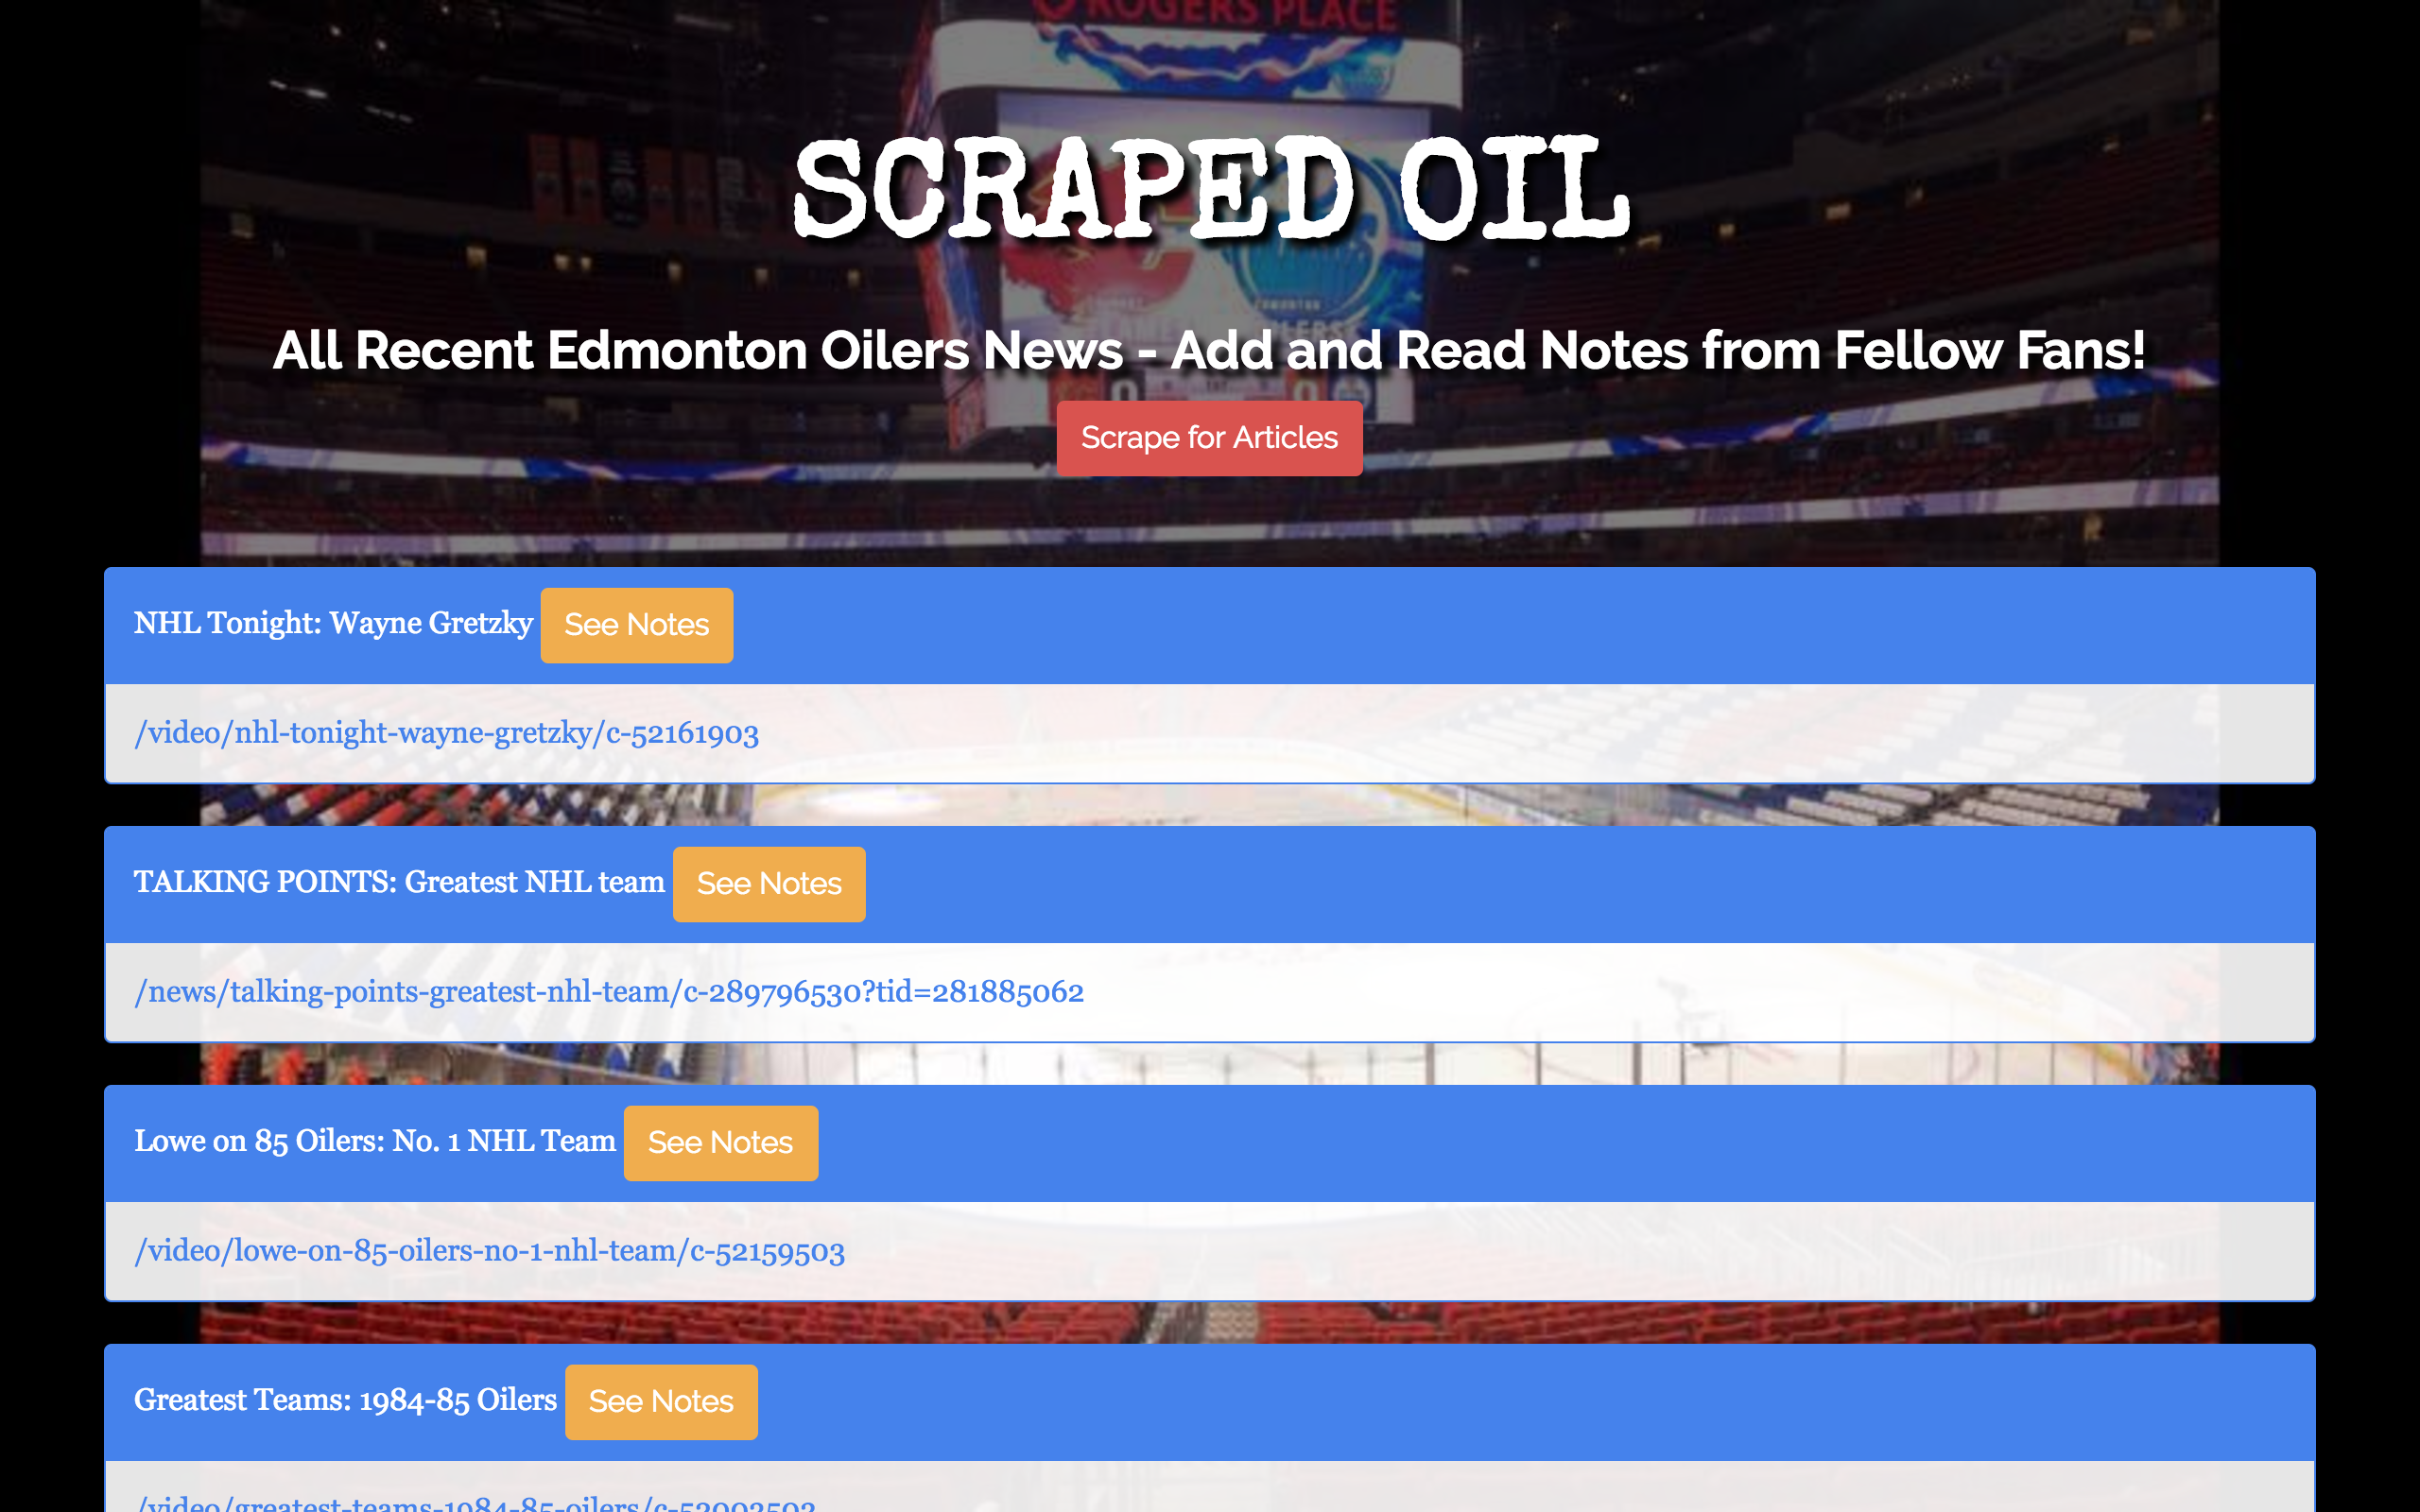 ROGERS PLACE
SCRAPED OIL
All Recent Edmonton Oilers News - Add and Read Notes from Fellow Fans!
Scrape for Articles
NHL Tonight: Wayne Gretzky See Notes
/video/nhl-tonight-wayne-gretzky/c-52161903
TALKING POINTS: Greatest NHL team See Notes
/news/talking-points-greatest-nhl-team/c-289796530?tid=281885062
Lowe on 85 Oilers: No. 1 NHL Team See Notes
/video/lowe-on-85-oilers-no-1-nhl-team/c-52159503
Greatest Teams: 1984-85 Oilers See Notes
/video/greatest-teams-1984-85-oilers/c-52003503